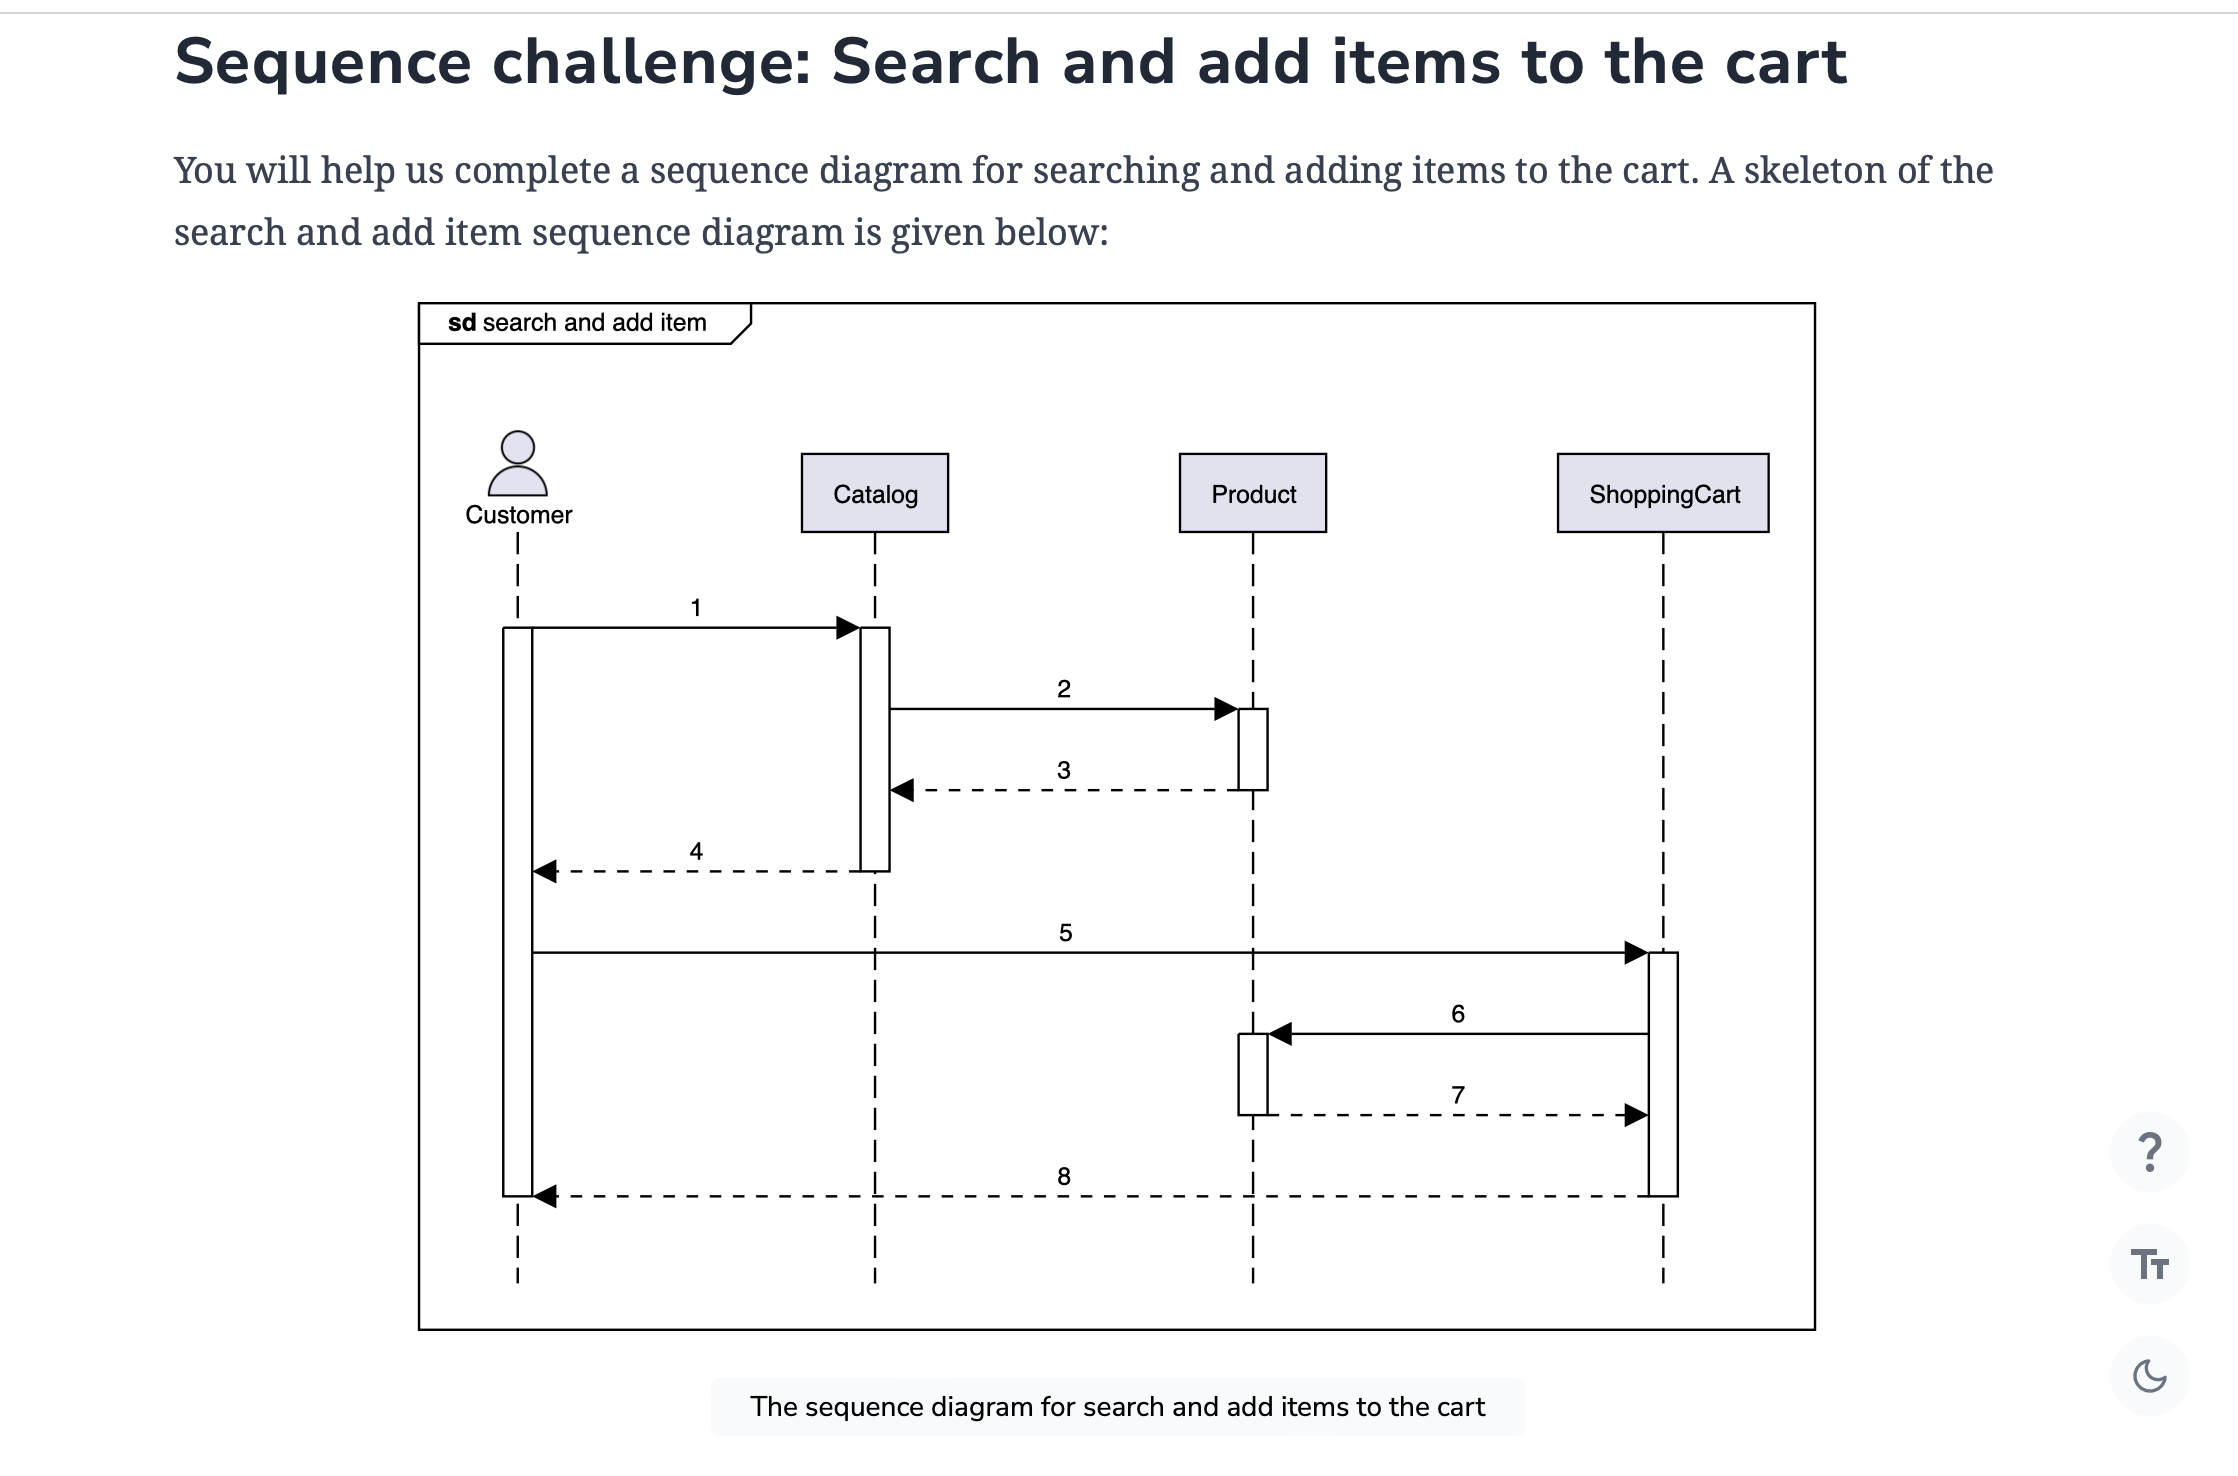 Sequence challenge: Search and add items to the cart
You will help us complete a sequence diagram for searching and adding items to the cart. A skeleton of the
search and add item sequence diagram is given below:
sd search and add item
Customer
Catalog
Product
ShoppingCart
1
2
3
4
5
6
7
8
?
TT
The sequence diagram for search and add items to the cart